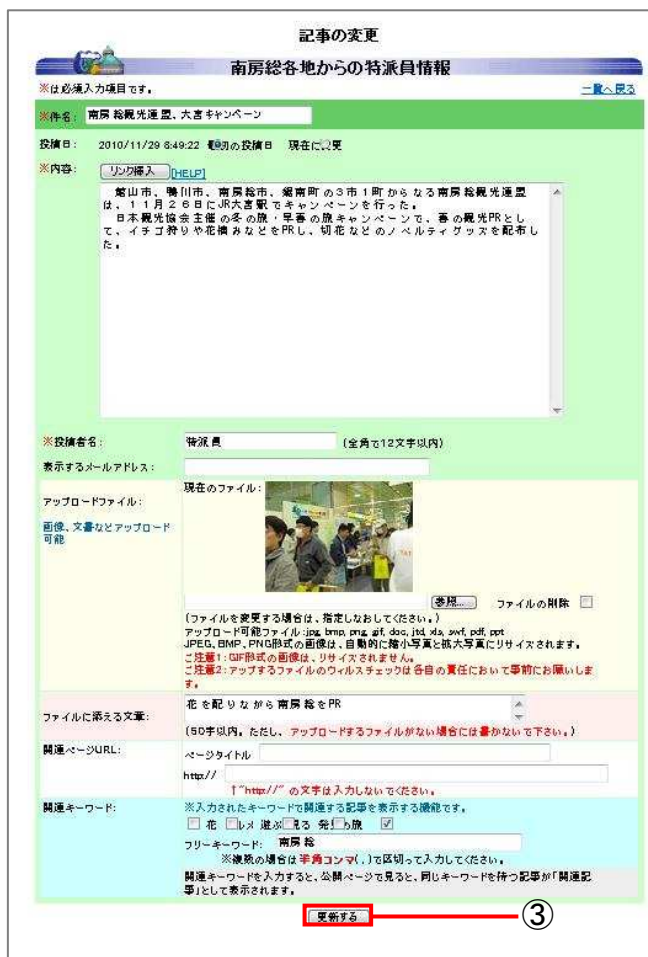 記事の変更
南房総各地からの特派員情報
※は必須入力項目です。
一覧へ戻る
※件名: 南房総観光連盟、大宮キャンペーン
投稿日: 2010/11/29 8:49:22 の投稿日 現在に 更
※内容: リンク挿入 [HELP]
館山市、鴨川市、南房総市、鋸南町の3市1町からなる南房総観光連盟
は、11月26日にJR大宮駅でキャンペーンを行った。
日本観光協会主催の冬の旅・早春の旅キャンペーンで、春の観光PRとし
て、イチゴ狩りや花摘みなどをPRし、切花などのノベルティグッズを配布し
た。
※投稿者名: 特派員 (全角で12文字以内)
表示するメールアドレス:
アップロードファイル: 現在のファイル:
画像、文書などアップロード
可能
参照... ファイルの削除
(ファイルを変更する場合は、指定しなおしてください。)
アップロード可能ファイル:jpg, bmp, png, gif, doc, jtd, xls, swf, pdf, ppt
JPEG、BMP、PNG形式の画像は、自動的に縮小写真と拡大写真にリサイズされます。
ご注意1:GIF形式の画像は、リサイズされません。
ご注意2:アップするファイルのウィルスチェックは各自の責任において事前にお願いしま
す。
ファイルに添える文章: 花を配りながら南房総をPR
(50字以内。ただし、アップロードするファイルがない場合には書かないで下さい。)
関連ページURL: ページタイトル
http://
↑"http://" の文字は入力しないでください。
関連キーワード: ※入力されたキーワードで関連する記事を表示する機能です。
花 レメ 遊ぶ 見る 発 の旅
フリーキーワード: 南房総
※複数の場合は半角コンマ(,)で区切って入力してください。
関連キーワードを入力すると、公開ページで見ると、同じキーワードを持つ記事が「関連記
事」として表示されます。
更新する ③